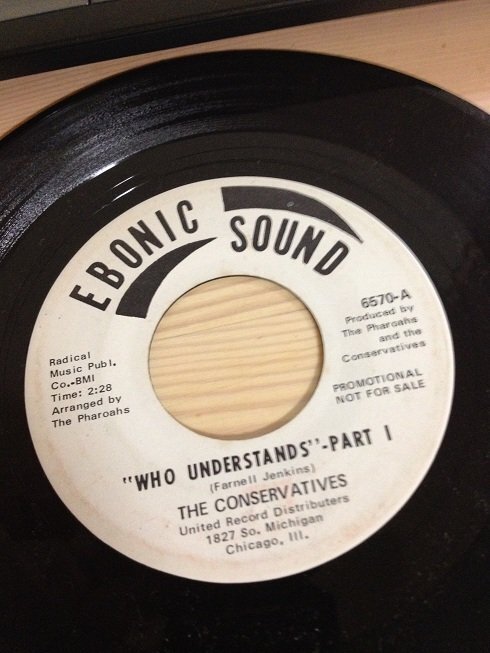 EBONIC SOUND
Radical
Music Publ.
Co.-BMI
Time: 2:28
Arranged by
The Pharoahs
6570-A
Produced by
The Pharoahs
and the
Conservatives
PROMOTIONAL
NOT FOR SALE
"WHO UNDERSTANDS"-PART I
(Farnell Jenkins)
THE CONSERVATIVES
United Record Distributers
1827 So. Michigan
Chicago, Ill.